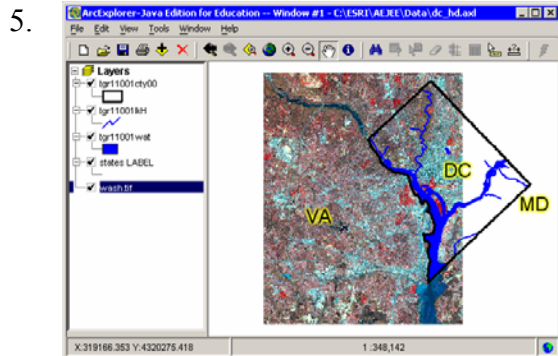 5.
ArcExplorer-Java Edition for Education -- Window #1 - C:\ESRI\AEJEE\Data\dc_hd.axl
File Edit View Tools Window Help
Layers
tgr11001cty00
tgr11001lkH
tgr11001wat
states LABEL
wash.tif
DC
MD
VA
X:319166.353 Y:4320275.418
1 :348,142